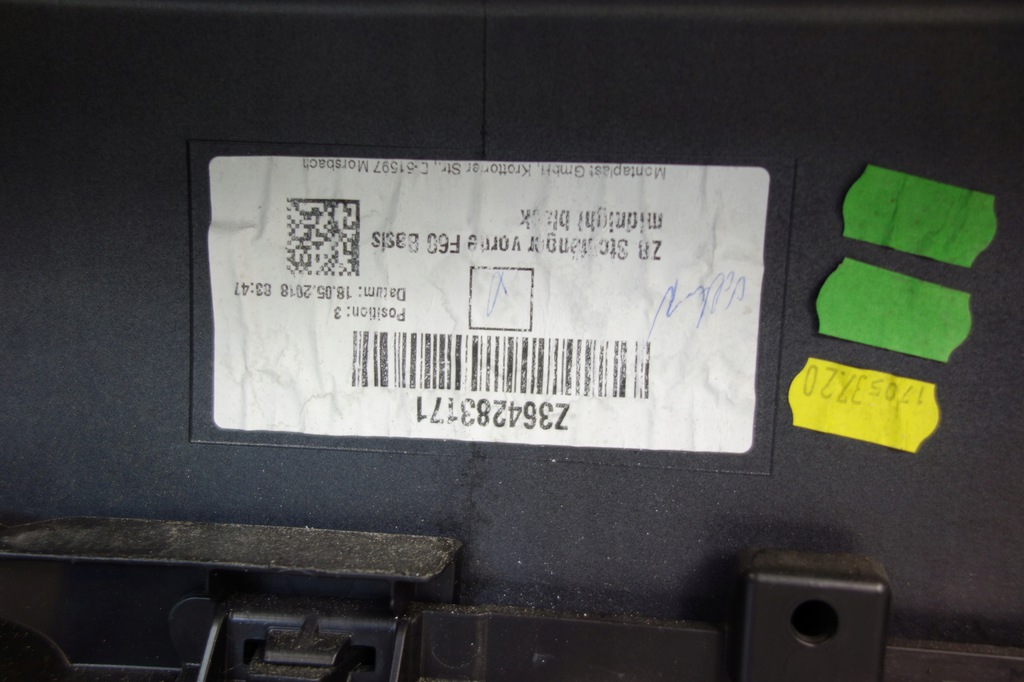 Z364283171
Position: 3
Datum: 18.05.2018 03:47
ZB Stoßfänger vorne F60 Basis
midnight black
Montaplast GmbH, Krottorfer Str., D-51597 Morsbach